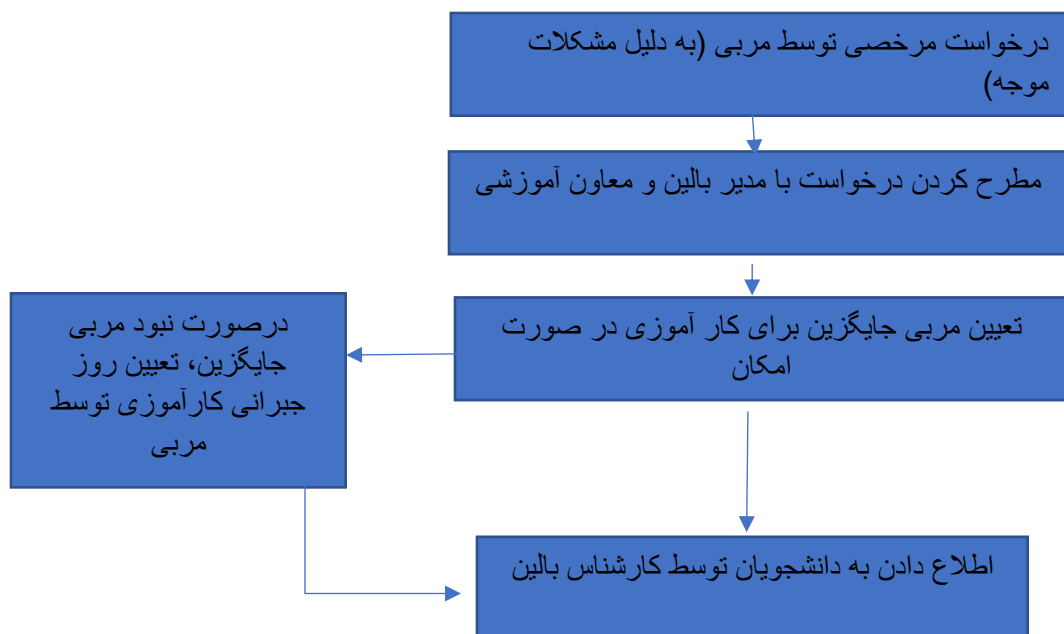 درخواست مرخصی توسط مربی (به دلیل مشکلات
موجه)
مطرح کردن درخواست با مدیر بالین و معاون آموزشی
تعیین مربی جایگزین برای کار آموزی در صورت
امکان
درصورت نبود مربی
جایگزین، تعیین روز
جبرانی کارآموزی توسط
مربی
اطلاع دادن به دانشجویان توسط کارشناس بالین